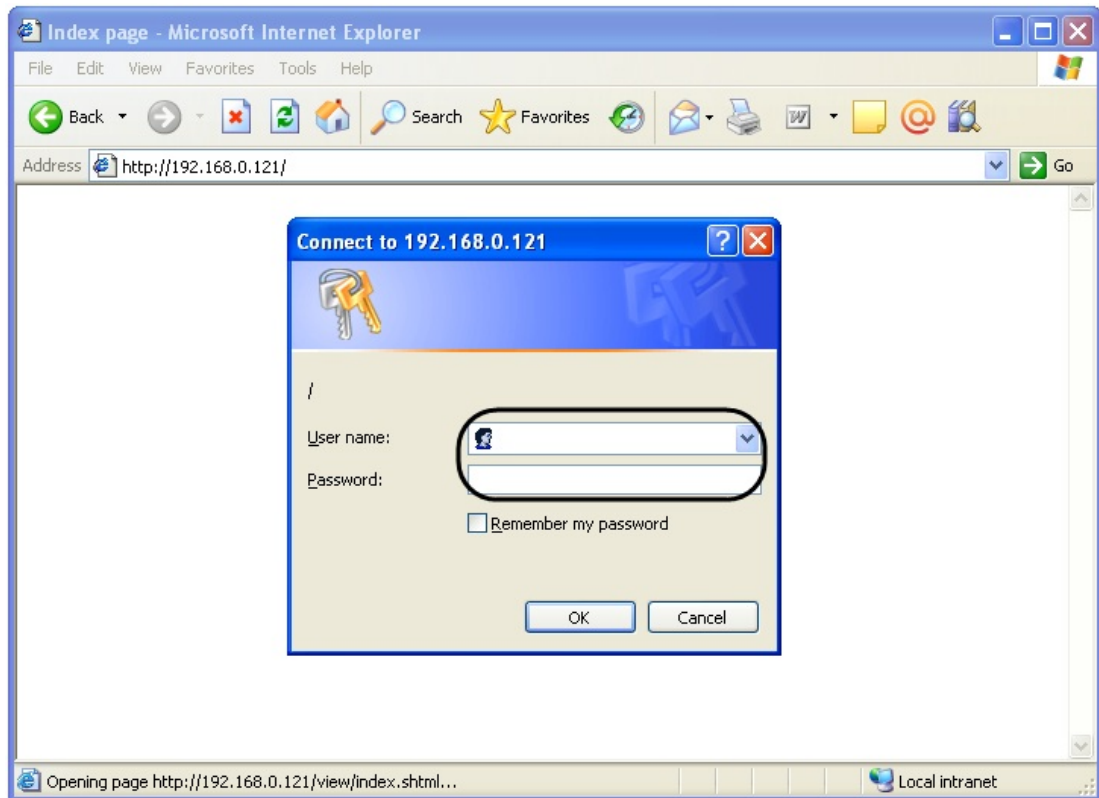 Index page - Microsoft Internet Explorer
File Edit View Favorites Tools Help
Back Search Favorites
Address http://192.168.0.121/ Go
Connect to 192.168.0.121
/
User name:
Password:
Remember my password
OK Cancel
Opening page http://192.168.0.121/view/index.shtml... Local intranet